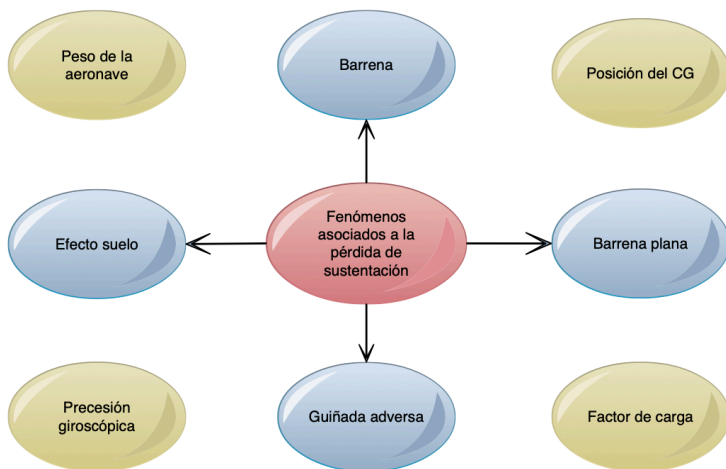 Peso de la
aeronave
Barrena
Posición del CG
Efecto suelo
Fenómenos
asociados a la
pérdida de
sustentación
Barrena plana
Precesión
giroscópica
Guiñada adversa
Factor de carga